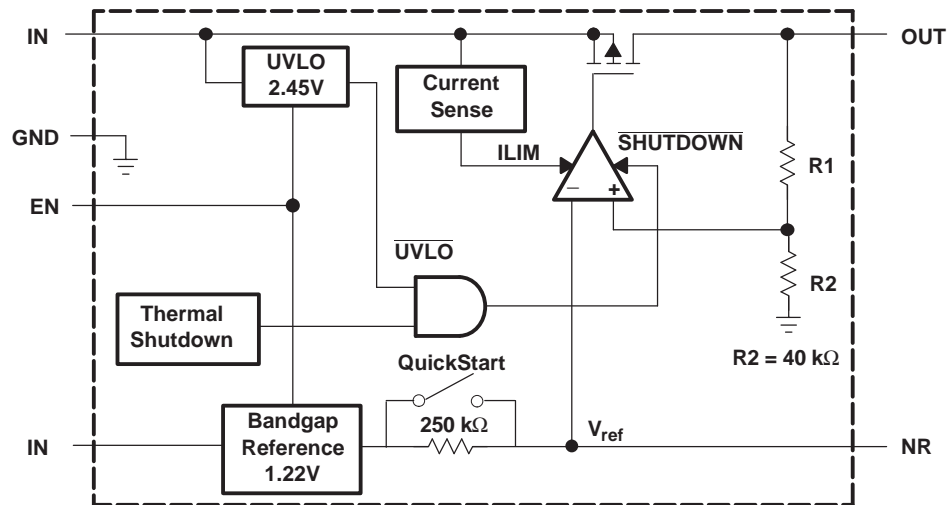 IN
OUT
UVLO
2.45V
Current
Sense
GND
SHUTDOWN
ILIM
R1
− +
EN
UVLO
R2
Thermal
Shutdown
R2 = 40 kΩ
QuickStart
Bandgap
Reference
1.22V
250 kΩ
Vref
IN
NR